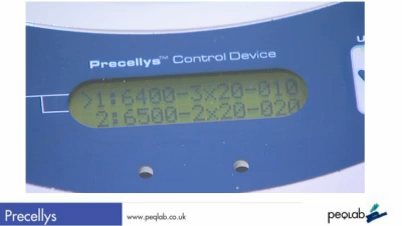 Precellys™ Control Device
>1:6400-3x20-010
2:6500-2x20-020
Precellys
www.peqlab.co.uk
peqlab